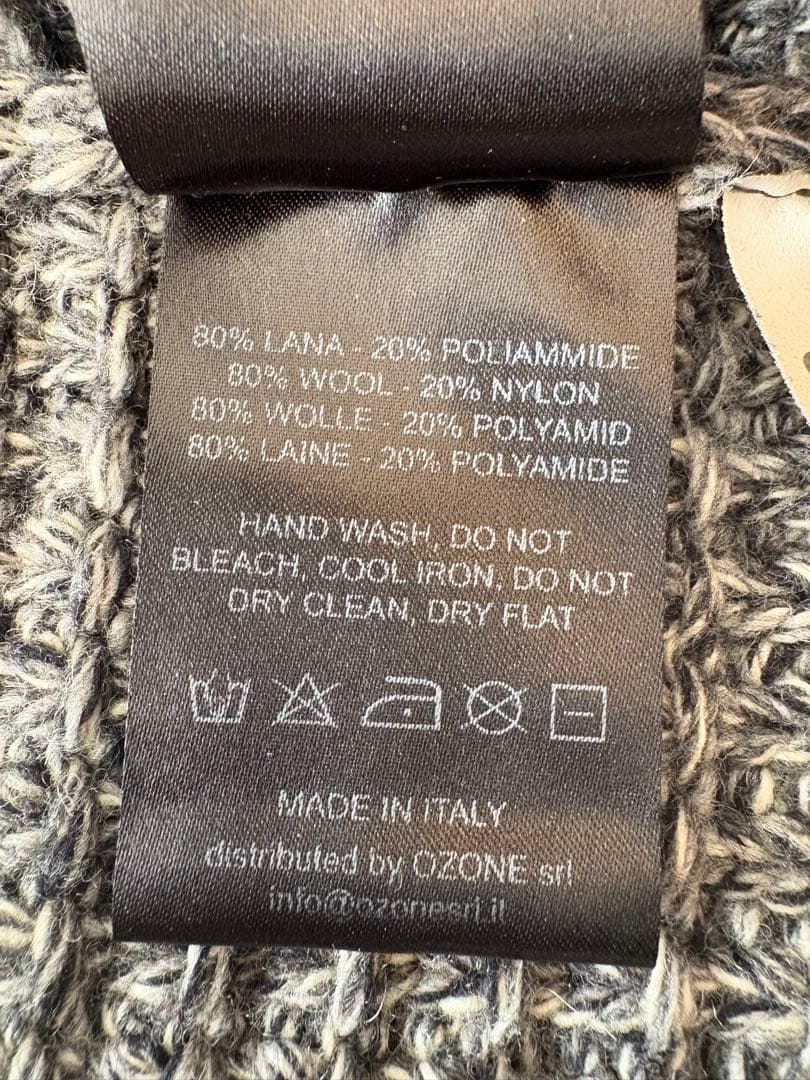 80% LANA - 20% POLIAMMIDE
80% WOOL - 20% NYLON
80% WOLLE - 20% POLYAMID
80% LAINE - 20% POLYAMIDE
HAND WASH, DO NOT
BLEACH, COOL IRON, DO NOT
DRY CLEAN, DRY FLAT
MADE IN ITALY
distributed by OZONE srl
info@ozonesrl.it